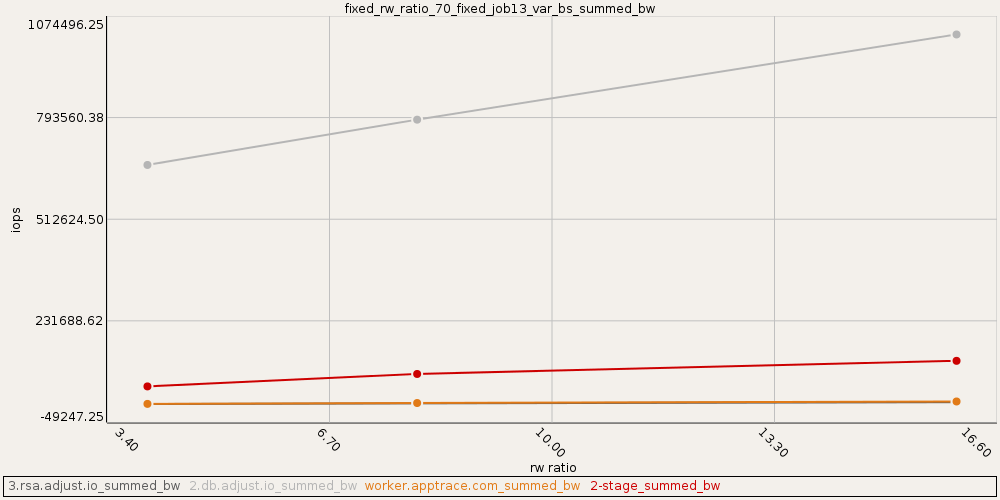 fixed_rw_ratio_70_fixed_job13_var_bs_summed_bw
1074496.25
793560.38
512624.50
231688.62
-49247.25
iops
3.40
6.70
10.00
13.30
16.60
rw ratio
3.rsa.adjust.io_summed_bw 2.db.adjust.io_summed_bw worker.apptrace.com_summed_bw 2-stage_summed_bw